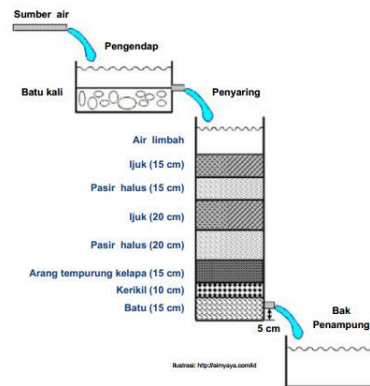 Sumber air
Pengendap
Batu kali
Penyaring
Air limbah
Ijuk (15 cm)
Pasir halus (15 cm)
Ijuk (20 cm)
Pasir halus (20 cm)
Arang tempurung kelapa (15 cm)
Kerikil (10 cm)
Batu (15 cm)
5 cm
Bak
Penampung
Ilustrasi: http://aimyaya.com/id